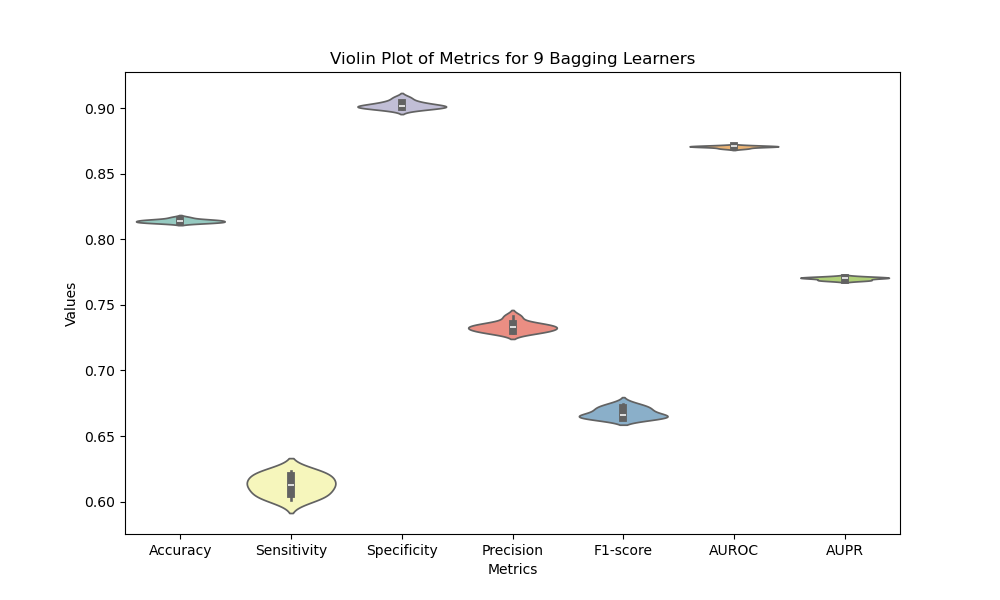 Violin Plot of Metrics for 9 Bagging Learners
0.90
0.85
0.80
0.75
0.70
0.65
0.60
Values
Accuracy Sensitivity Specificity Precision F1-score AUROC AUPR
Metrics